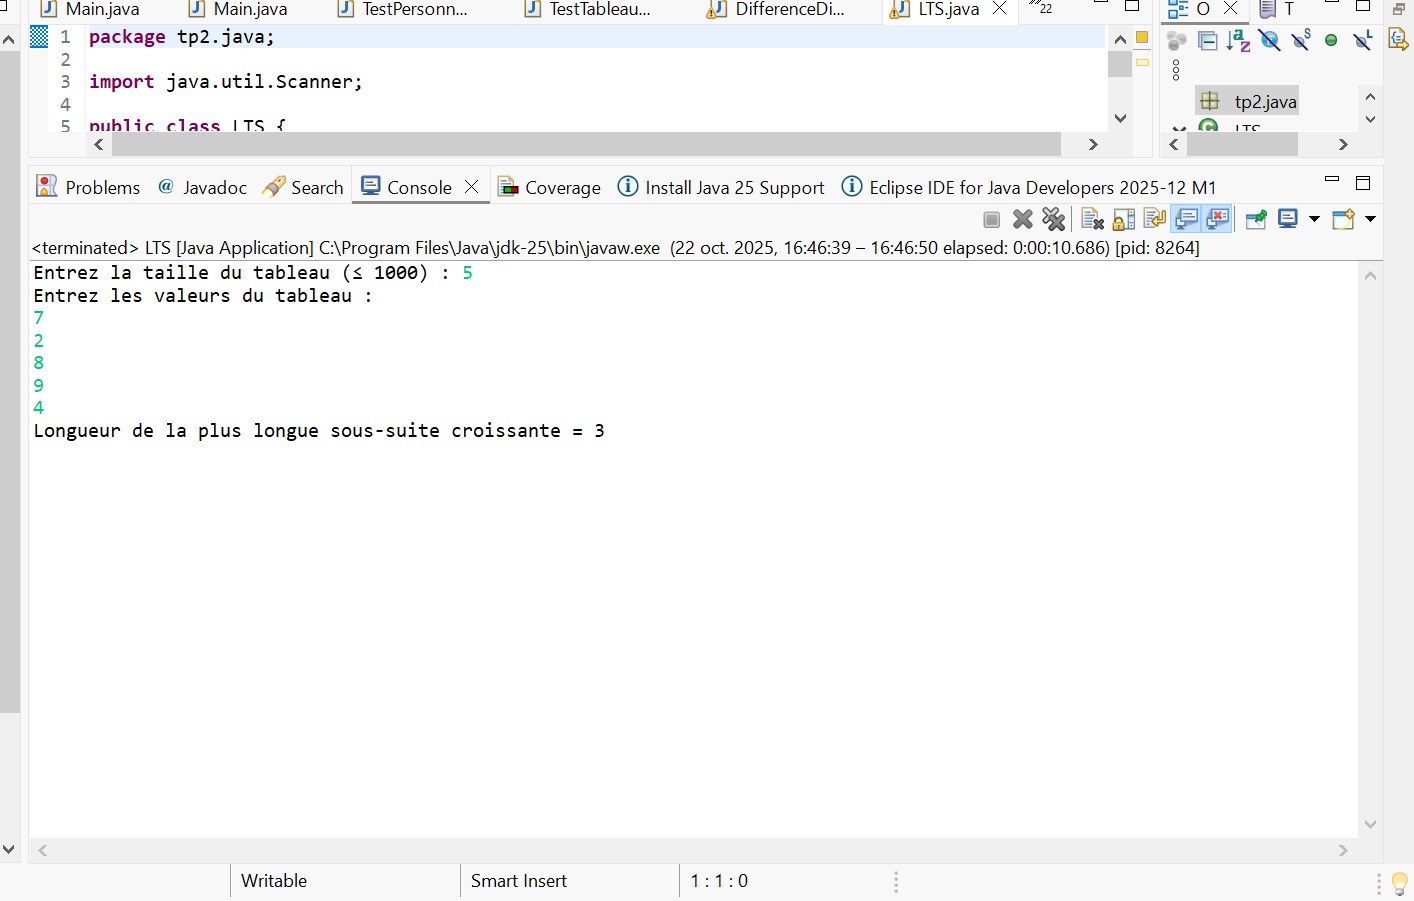 Main.java Main.java TestPersonn... TestTableau... DifferenceDi... LTS.java »22 O T
1 package tp2.java;
2
3 import java.util.Scanner;
4
5 public class LTS {
tp2.java
LTS
Problems @ Javadoc Search Console Coverage Install Java 25 Support Eclipse IDE for Java Developers 2025-12 M1
<terminated> LTS [Java Application] C:\Program Files\Java\jdk-25\bin\javaw.exe (22 oct. 2025, 16:46:39 – 16:46:50 elapsed: 0:00:10.686) [pid: 8264]
Entrez la taille du tableau (≤ 1000) : 5
Entrez les valeurs du tableau :
7
2
8
9
4
Longueur de la plus longue sous-suite croissante = 3
Writable Smart Insert 1 : 1 : 0